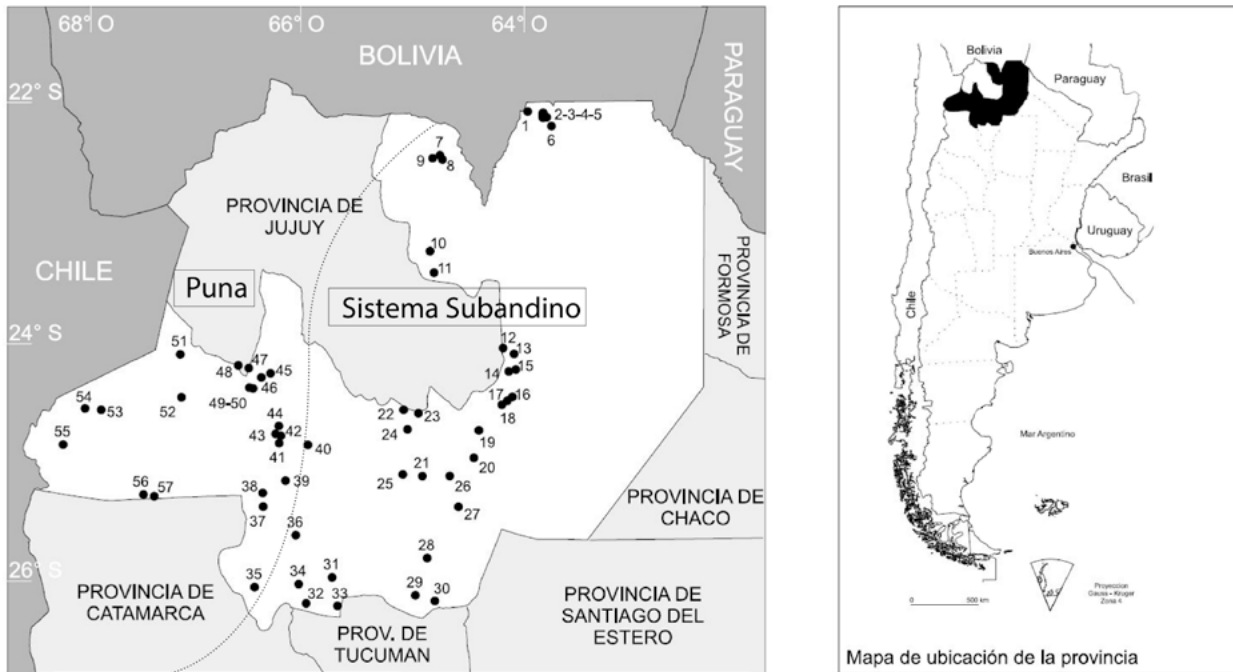 68° O
66° O
64° O
BOLIVIA
PARAGUAY
22° S
1
2-3-4-5
6
7
9
8
PROVINCIA DE
JUJUY
10
11
CHILE
Puna
Sistema Subandino
PROVINCIA DE
FORMOSA
24° S
51
47
48
45
46
49-50
12
13
14
15
54
53
52
17
16
18
22
23
24
19
44
43
42
41
40
55
20
21
25
26
39
38
37
27
PROVINCIA DE
CHACO
56
57
36
28
26° S
35
34
31
32
33
29
30
PROVINCIA DE
CATAMARCA
PROV. DE
TUCUMAN
PROVINCIA DE
SANTIAGO DEL
ESTERO
Bolivia
Paraguay
Brasil
Uruguay
Buenos Aires
Chile
Mar Argentino
0
500 km
Proyeccion
Gauss - Kruger
Zona 4
Mapa de ubicación de la provincia